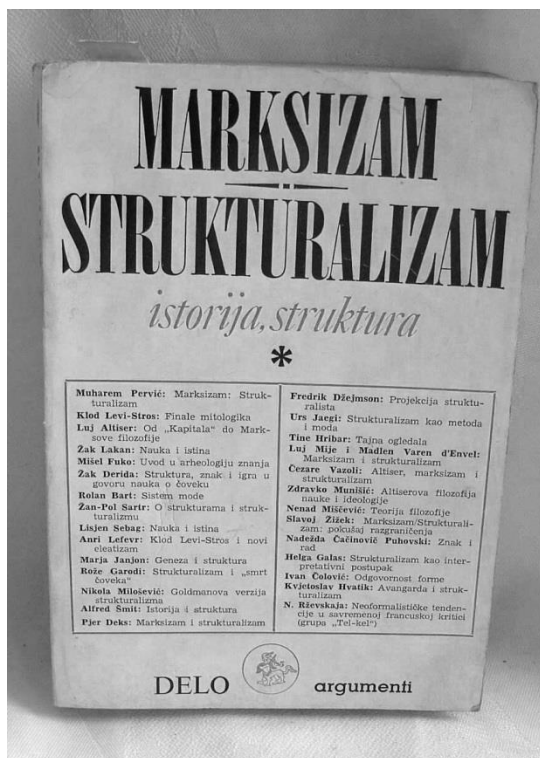 MARKSIZAM
STRUKTURALIZAM
istorija, struktura
*
Muharem Pervić: Marksizam: Struk-
turalizam
Klod Levi-Stros: Finale mitologika
Luj Altiser: Od „Kapitala" do Mark-
sove filozofije
Žak Lakan: Nauka i istina
Mišel Fuko: Uvod u arheologiju znanja
Žak Derida: Struktura, znak i igra u
govoru nauka o čoveku
Rolan Bart: Sistem mode
Žan-Pol Sartr: O strukturama i struk-
turalizmu
Lisjen Sebag: Nauka i istina
Anri Lefevr: Klod Levi-Stros i novi
eleatizam
Marja Janjon: Geneza i struktura
Rože Garodi: Strukturalizam i „smrt
čoveka"
Nikola Milošević: Goldmanova verzija
strukturalizma
Alfred Šmit: Istorija i struktura
Pjer Deks: Marksizam i strukturalizam
Fredrik Džejmson: Projekcija struktu-
ralista
Urs Jaegi: Strukturalizam kao metoda
i moda
Tine Hribar: Tajna ogledala
Luj Mije i Madlen Varen d'Envel:
Marksizam i strukturalizam
Čezare Vazoli: Altiser, marksizam i
strukturalizam
Zdravko Munišić: Altiserova filozofija
nauke i ideologije
Nenad Miščević: Teorija filozofije
Slavoj Žižek: Marksizam/Strukturali-
zam: pokušaj razgraničenja
Nadežda Čačinovič Puhovski: Znak i
rad
Helga Galas: Strukturalizam kao inter-
pretativni postupak
Ivan Čolović: Odgovornost forme
Kvjetoslav Hvatik: Avangarda i struk-
turalizam
N. Rževskaja: Neoformalističke tenden-
cije u savremenoj francuskoj kritici
(grupa „Tel-kel")
DELO argumenti